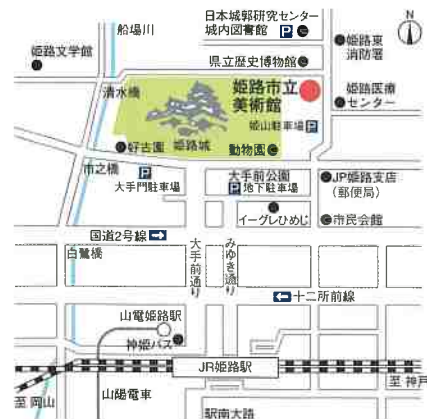 船場川
日本城郭研究センター
城内図書館
P
N
姫路文学館
姫路東
消防署
県立歴史博物館
清水橋
姫路市立
美術館
姫路医療
センター
姫山駐車場 P
好古園
姫路城
動物園
市之橋
P
大手門駐車場
大手前公園
P 地下駐車場
JP姫路支店
(郵便局)
イーグレひめじ
市民会館
国道2号線
白鷺橋
大手前通り
みゆき通り
十二所前線
山電姫路駅
神姫バス
JR姫路駅
至 岡山
山陽電車
駅南大路
至 神戸